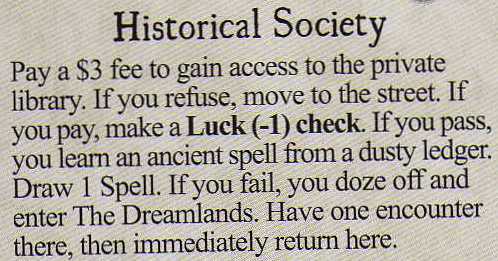 Historical Society
Pay a $3 fee to gain access to the private
library. If you refuse, move to the street. If
you pay, make a Luck (-1) check. If you pass,
you learn an ancient spell from a dusty ledger.
Draw 1 Spell. If you fail, you doze off and
enter The Dreamlands. Have one encounter
there, then immediately return here.